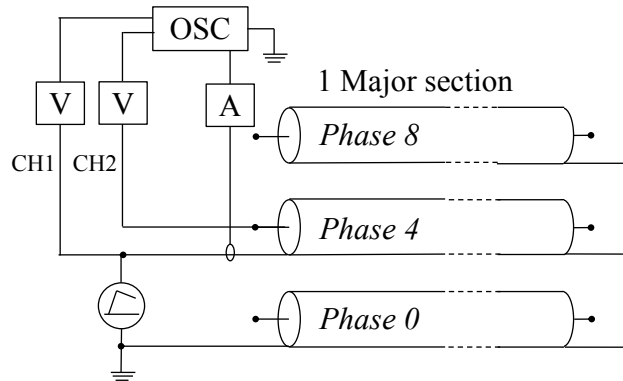 OSC
1 Major section
V
V
A
Phase 8
CH1
CH2
Phase 4
Phase 0